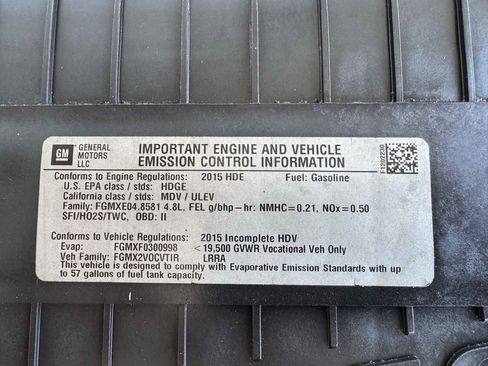 GM
GENERAL MOTORS LLC
IMPORTANT ENGINE AND VEHICLE
EMISSION CONTROL INFORMATION
Conforms to Engine Regulations: 2015 HDE Fuel: Gasoline
U.S. EPA class / stds: HDGE
California class / stds: MDV / ULEV
Family: FGMXE04.8581 4.8L, FEL g/bhp-hr: NMHC=0.21, NOx=0.50
SFI/HO2S/TWC, OBD: II
Conforms to Vehicle Regulations: 2015 Incomplete HDV
Evap: FGMXF0300998 <19,500 GVWR Vocational Veh Only
Veh Family: FGMX2VOCVTIR LRRA
This vehicle is designed to comply with Evaporative Emission Standards with up
to 57 gallons of fuel tank capacity.